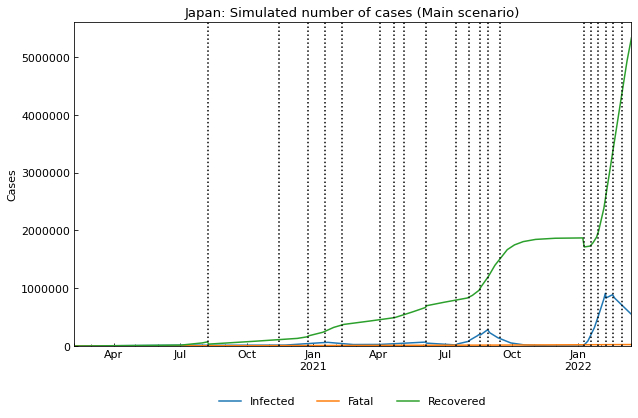 Japan: Simulated number of cases (Main scenario)
5000000
4000000
3000000
2000000
1000000
0
Cases
Apr Jul Oct Jan Apr Jul Oct Jan
2021 2022
Infected Fatal Recovered